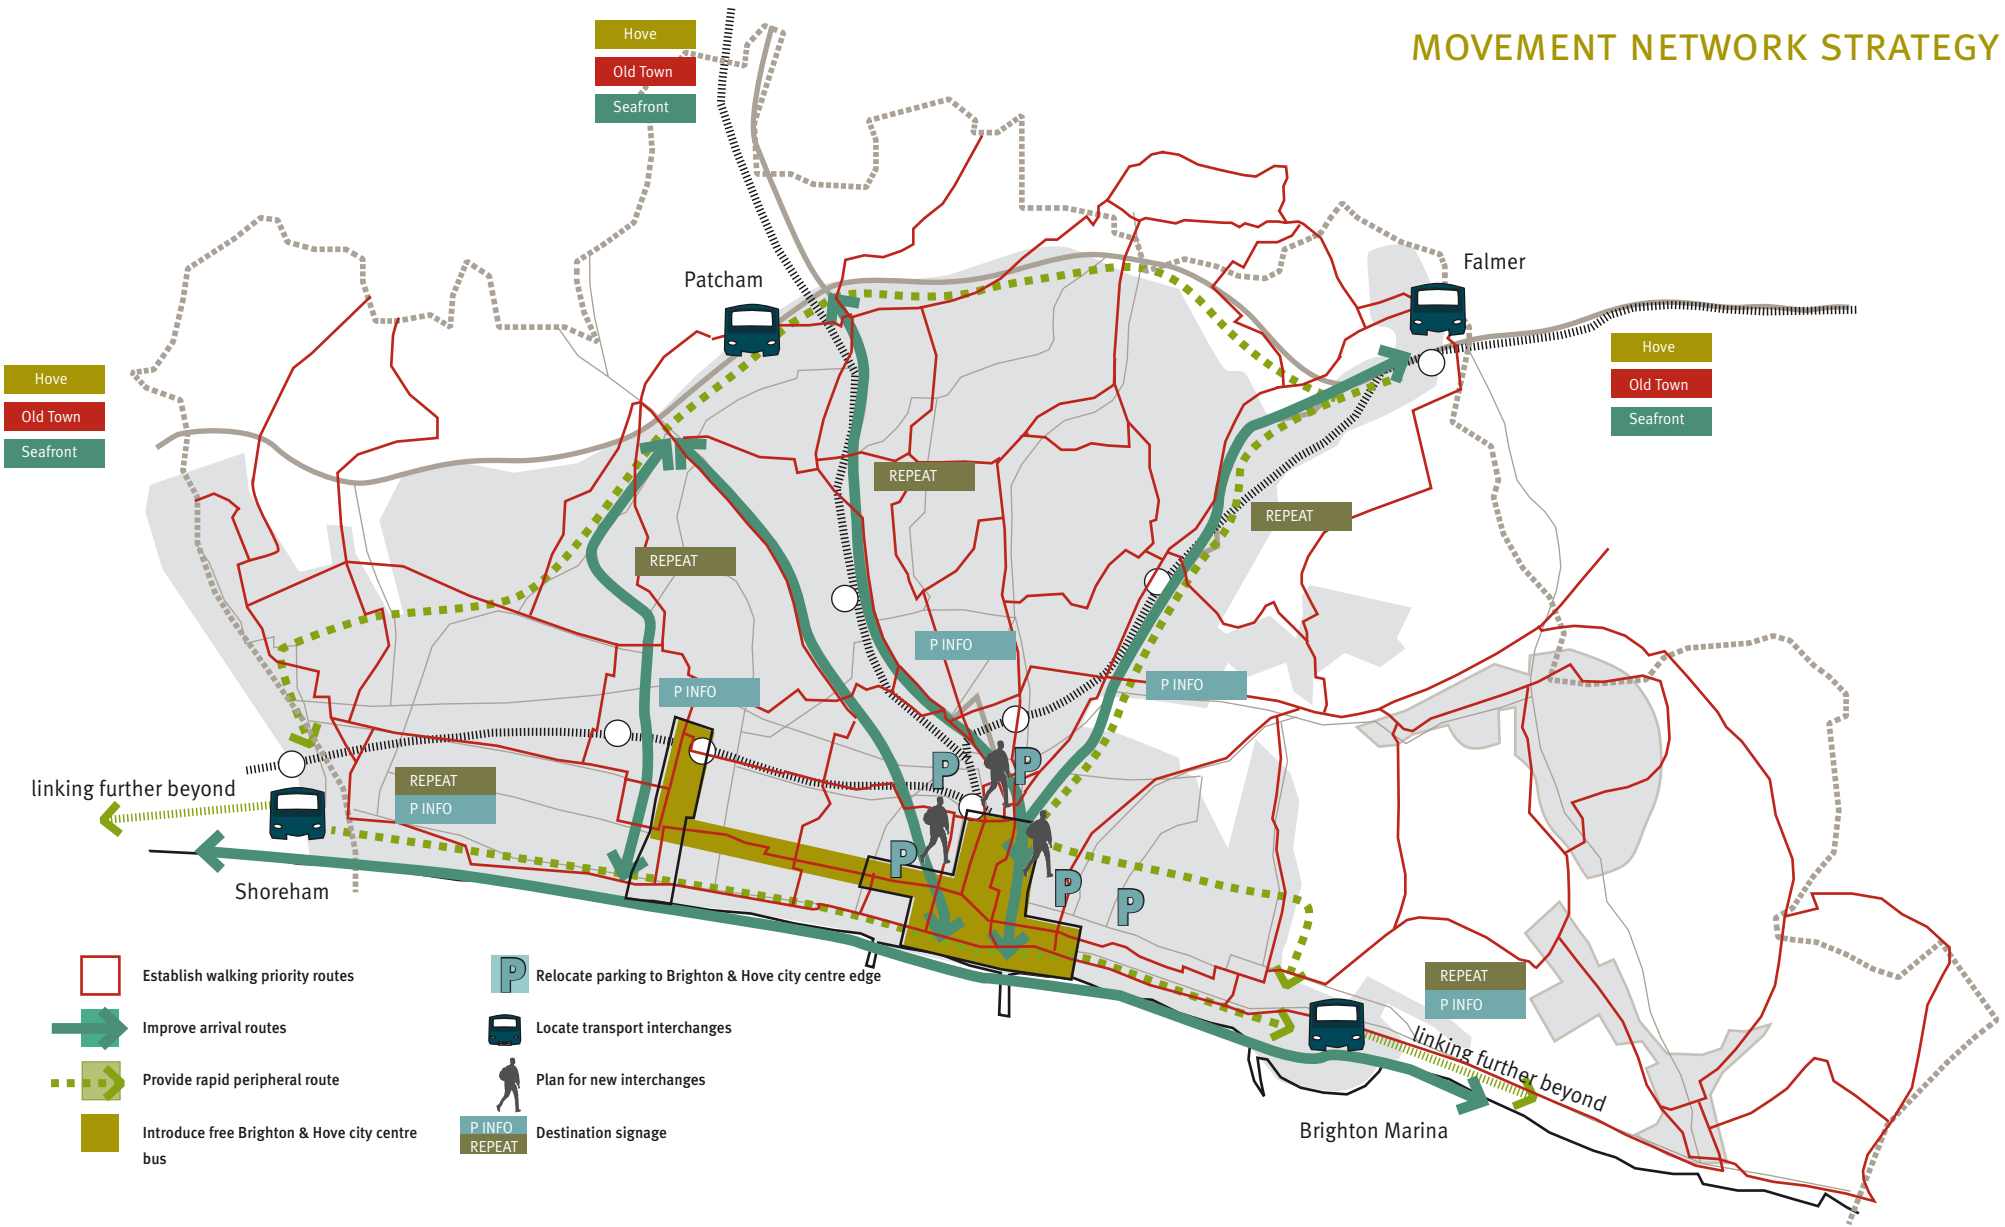 MOVEMENT NETWORK STRATEGY
Hove
Old Town
Seafront
Patcham
Falmer
Hove
Old Town
Seafront
Hove
Old Town
Seafront
REPEAT
REPEAT
REPEAT
P INFO
P INFO
P INFO
P
P
P
P
P
linking further beyond
REPEAT
P INFO
Shoreham
REPEAT
P INFO
linking further beyond
Brighton Marina
Establish walking priority routes
Improve arrival routes
Provide rapid peripheral route
Introduce free Brighton & Hove city centre
bus
P
Relocate parking to Brighton & Hove city centre edge
Locate transport interchanges
Plan for new interchanges
P INFO
REPEAT
Destination signage